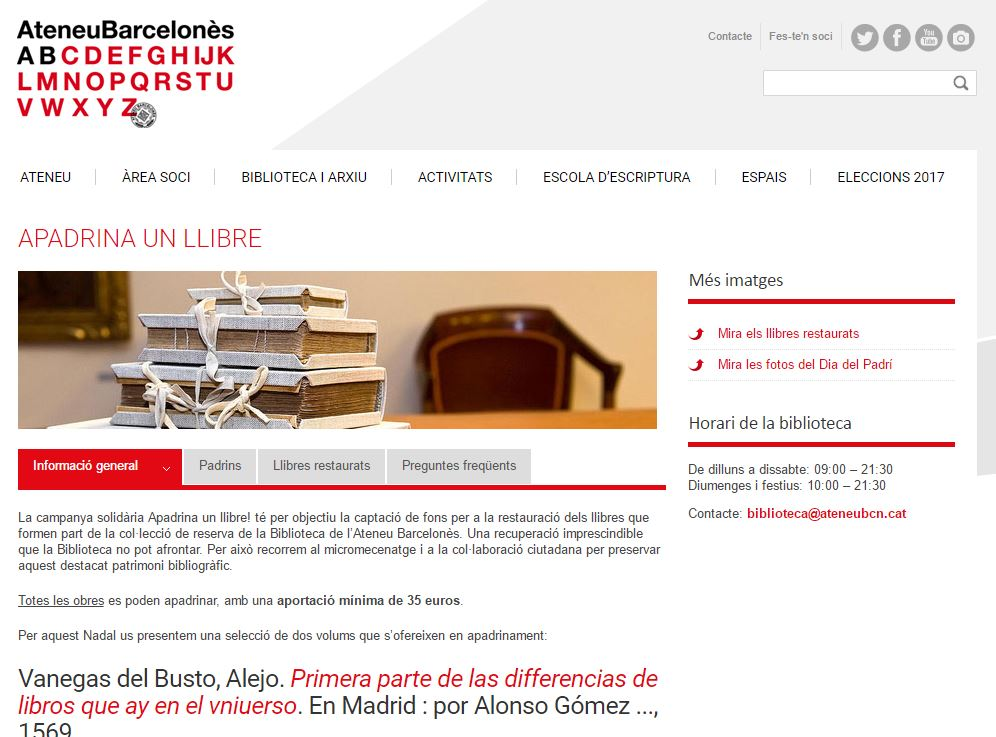 AteneuBarcelonès
ABCDEFGHIJK
LMNOPQRSTU
VWXYZ
Contacte
Fes-te'n soci
You
Tube
ATENEU
ÀREA SOCI
BIBLIOTECA I ARXIU
ACTIVITATS
ESCOLA D'ESCRIPTURA
ESPAIS
ELECCIONS 2017
APADRINA UN LLIBRE
Informació general
Padrins
Llibres restaurats
Preguntes freqüents
La campanya solidària Apadrina un llibre! té per objectiu la captació de fons per a la restauració dels llibres que
formen part de la col·lecció de reserva de la Biblioteca de l'Ateneu Barcelonès. Una recuperació imprescindible
que la Biblioteca no pot afrontar. Per això recorrem al micromecenatge i a la col·laboració ciutadana per preservar
aquest destacat patrimoni bibliogràfic.
Totes les obres es poden apadrinar, amb una aportació mínima de 35 euros.
Per aquest Nadal us presentem una selecció de dos volums que s'ofereixen en apadrinament:
Vanegas del Busto, Alejo. Primera parte de las differencias de
libros que ay en el vniuerso. En Madrid : por Alonso Gómez ...,
1569
Més imatges
Mira els llibres restaurats
Mira les fotos del Dia del Padrí
Horari de la biblioteca
De dilluns a dissabte: 09:00 – 21:30
Diumenges i festius: 10:00 – 21:30
Contacte: biblioteca@ateneubcn.cat